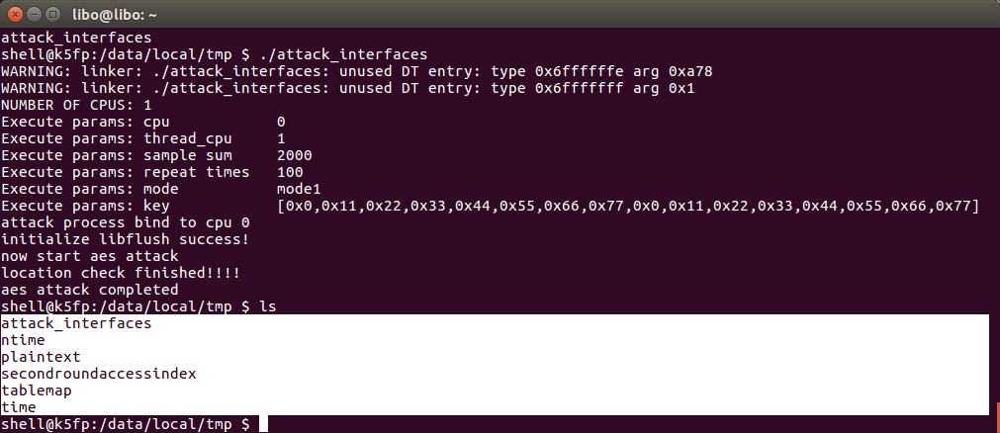 libo@libo: ~
attack_interfaces
shell@k5fp:/data/local/tmp $ ./attack_interfaces
WARNING: linker: ./attack_interfaces: unused DT entry: type 0x6ffffffe arg 0xa78
WARNING: linker: ./attack_interfaces: unused DT entry: type 0x6fffffff arg 0x1
NUMBER OF CPUS: 1
Execute params: cpu            0
Execute params: thread_cpu     1
Execute params: sample sum     2000
Execute params: repeat times   100
Execute params: mode           mode1
Execute params: key            [0x0,0x11,0x22,0x33,0x44,0x55,0x66,0x77,0x0,0x11,0x22,0x33,0x44,0x55,0x66,0x77]
attack process bind to cpu 0
initialize libflush success!
now start aes attack
location check finished!!!!
aes attack completed
shell@k5fp:/data/local/tmp $ ls
attack_interfaces
ntime
plaintext
secondroundaccessindex
tablemap
time
shell@k5fp:/data/local/tmp $